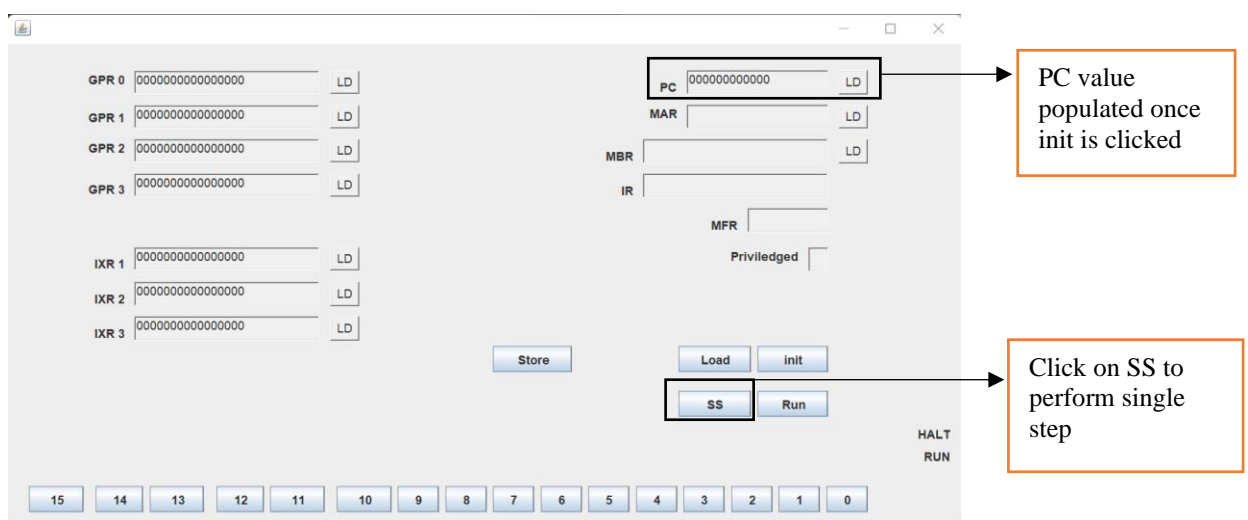 GPR 0 0000000000000000 LD PC 000000000000 LD
GPR 1 0000000000000000 LD MAR LD
GPR 2 0000000000000000 LD MBR LD
GPR 3 0000000000000000 LD IR
MFR
IXR 1 0000000000000000 LD Priviledged
IXR 2 0000000000000000 LD
IXR 3 0000000000000000 LD
Store Load init
SS Run
HALT
RUN
15 14 13 12 11 10 9 8 7 6 5 4 3 2 1 0
PC value
populated once
init is clicked
Click on SS to
perform single
step